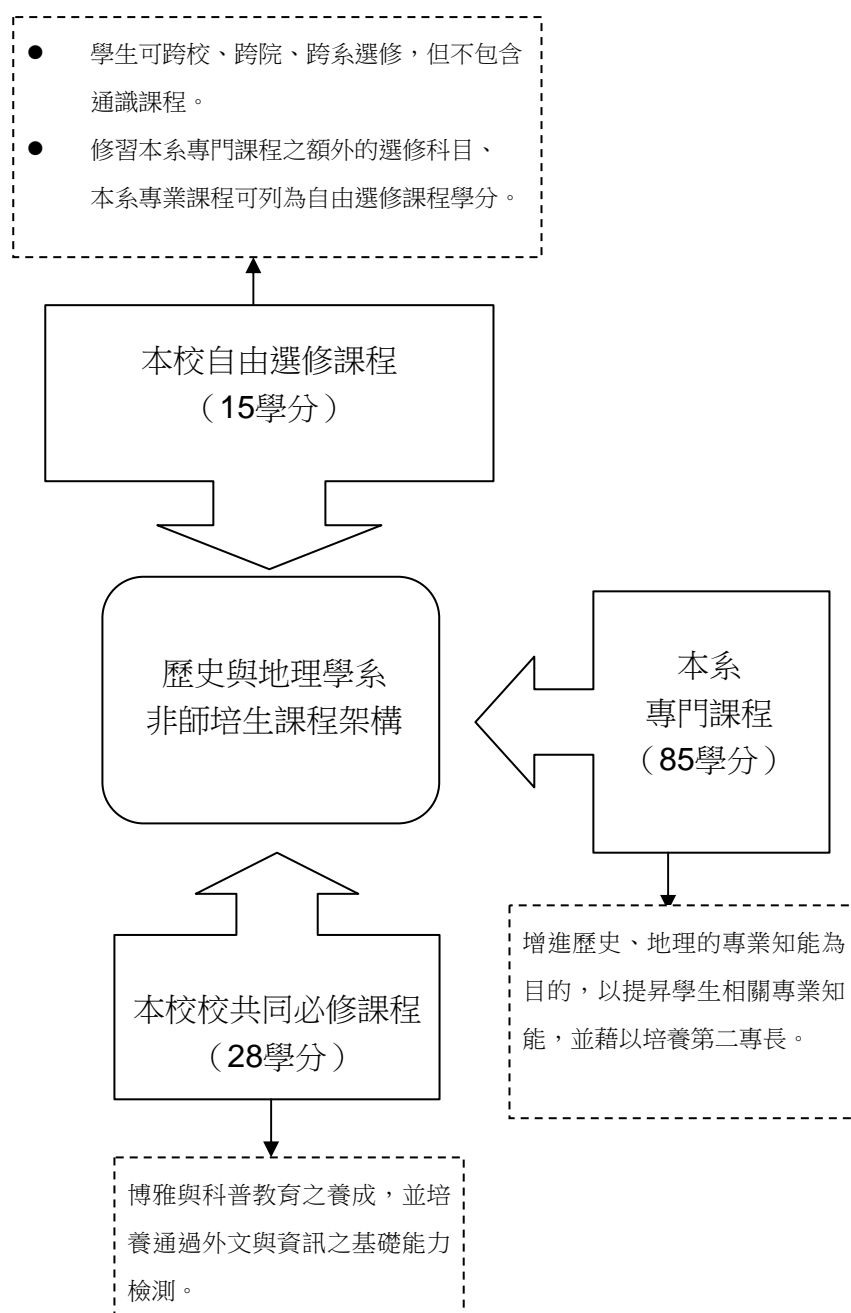 ● 學生可跨校、跨院、跨系選修，但不包含
通識課程。
● 修習本系專門課程之額外的選修科目、
本系專業課程可列為自由選修課程學分。
本校自由選修課程
（15學分）
歷史與地理學系
非師培生課程架構
本系
專門課程
（85學分）
增進歷史、地理的專業知能為
目的，以提昇學生相關專業知
能，並藉以培養第二專長。
本校校共同必修課程
（28學分）
博雅與科普教育之養成，並培
養通過外文與資訊之基礎能力
檢測。